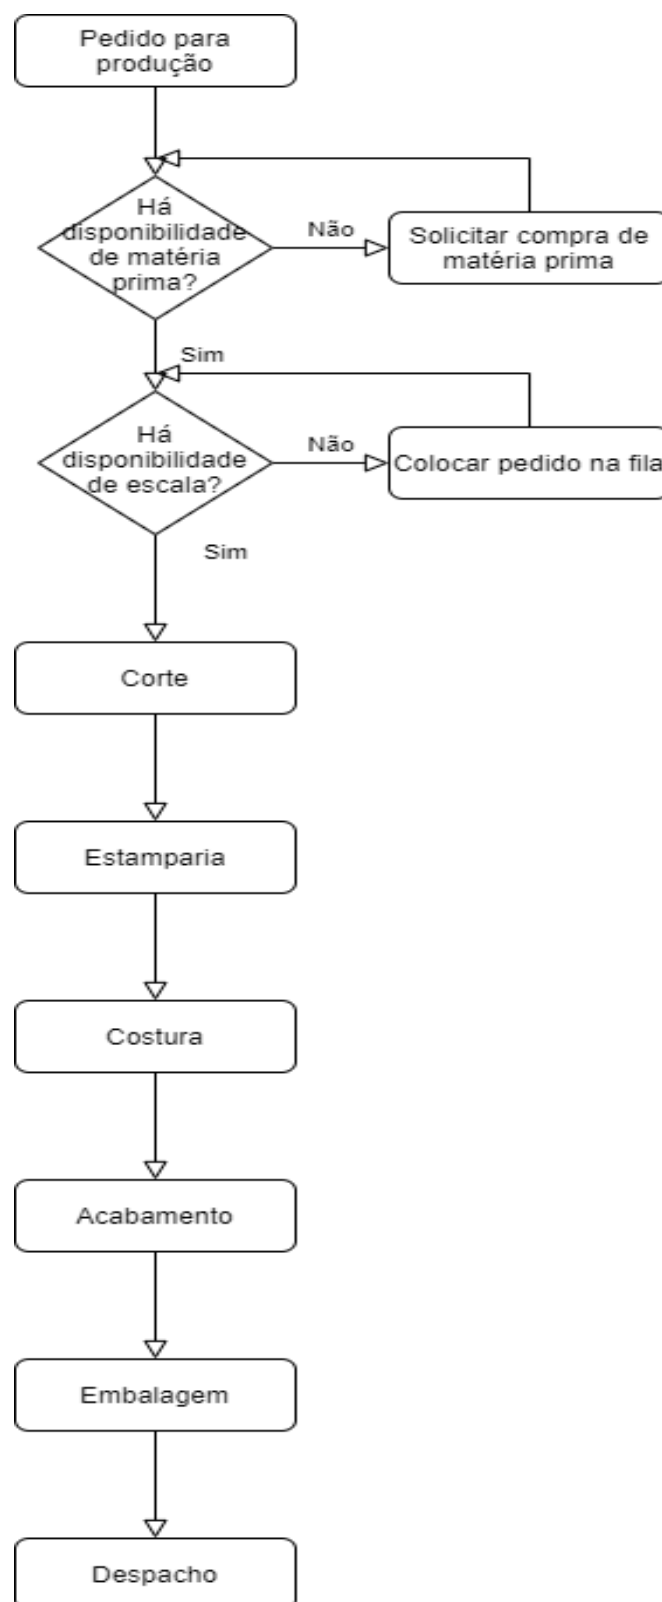 Pedido para
produção
Há
disponibilidade
de matéria
prima?
Não
Solicitar compra de
matéria prima
Sim
Há
disponibilidade
de escala?
Não
Colocar pedido na fila
Sim
Corte
Estamparia
Costura
Acabamento
Embalagem
Despacho